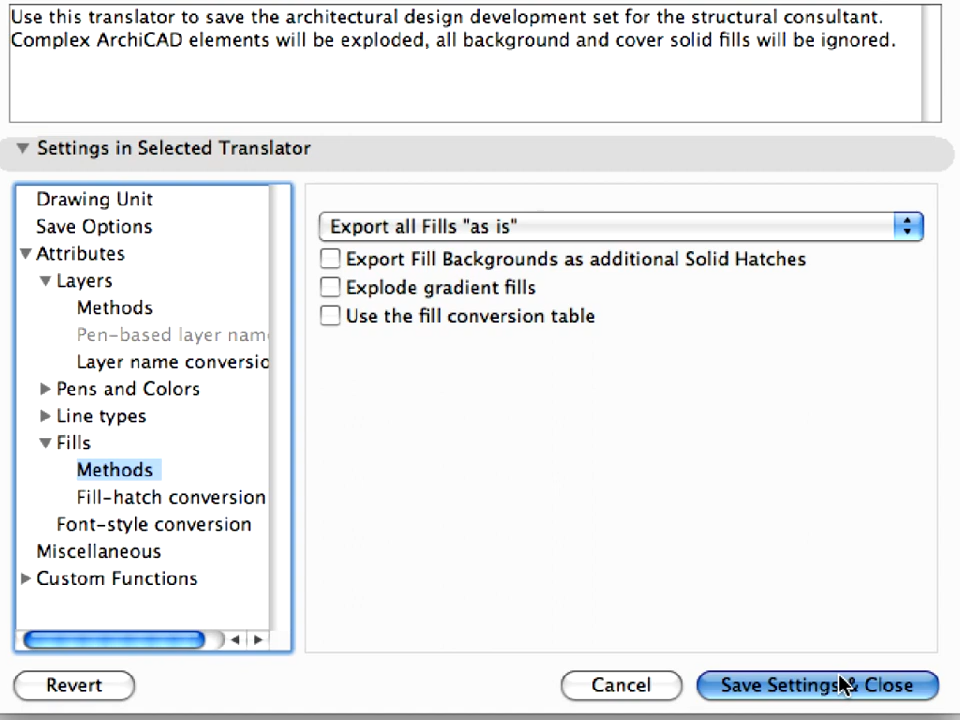 Use this translator to save the architectural design development set for the structural consultant.
Complex ArchiCAD elements will be exploded, all background and cover solid fills will be ignored.
Settings in Selected Translator
Drawing Unit
Save Options
Attributes
Layers
Methods
Pen-based layer name
Layer name conversio
Pens and Colors
Line types
Fills
Methods
Fill-hatch conversion
Font-style conversion
Miscellaneous
Custom Functions
Export all Fills "as is"
Export Fill Backgrounds as additional Solid Hatches
Explode gradient fills
Use the fill conversion table
Revert
Cancel
Save Settings & Close